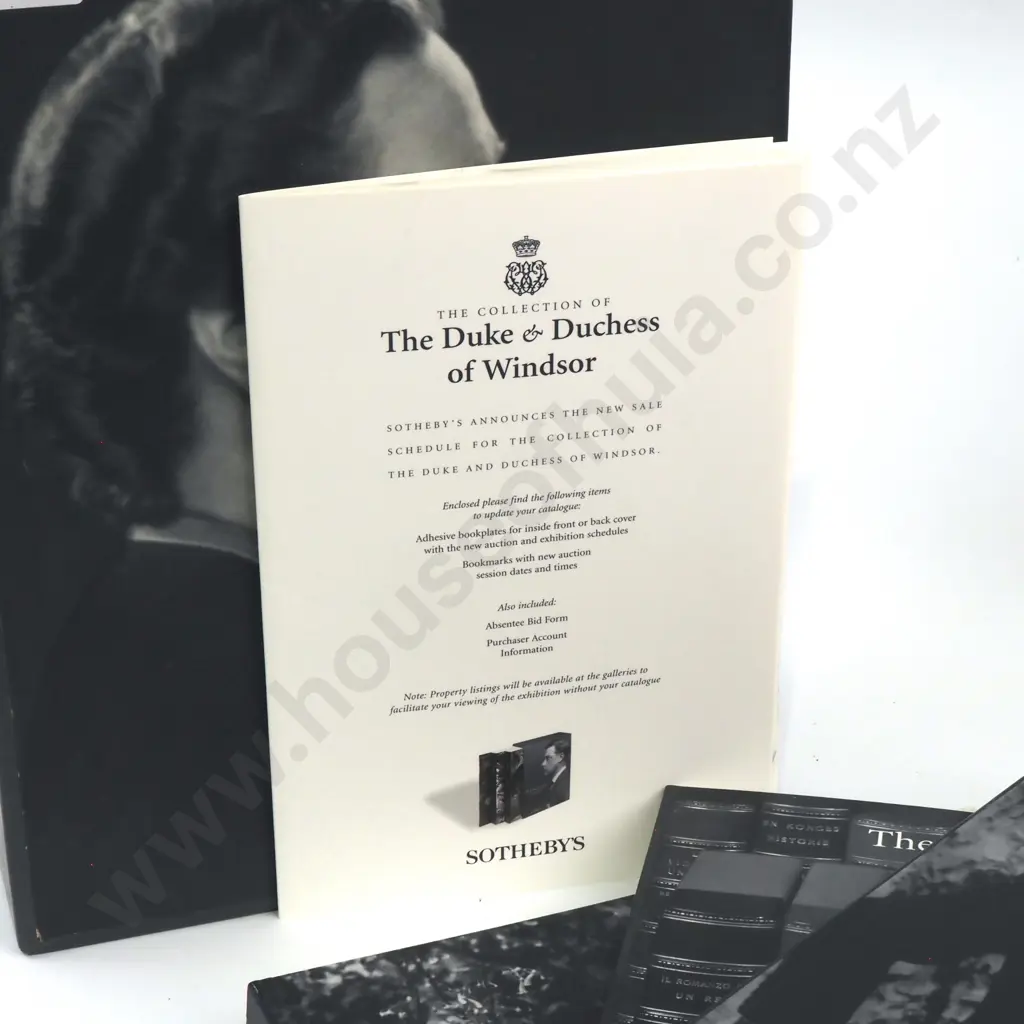 THE COLLECTION OF
The Duke & Duchess
of Windsor
SOTHEBY'S ANNOUNCES THE NEW SALE
SCHEDULE FOR THE COLLECTION OF
THE DUKE AND DUCHESS OF WINDSOR.
Enclosed please find the following items
to update your catalogue:
Adhesive bookplates for inside front or back cover
with the new auction and exhibition schedules
Bookmarks with new auction
session dates and times
Also included:
Absentee Bid Form
Purchaser Account
Information
Note: Property listings will be available at the galleries to
facilitate your viewing of the exhibition without your catalogue
SOTHEBY'S
EN KONGES
HISTORIE
The
IL ROMANZO
UN RE
www.houseofhuia.co.nz